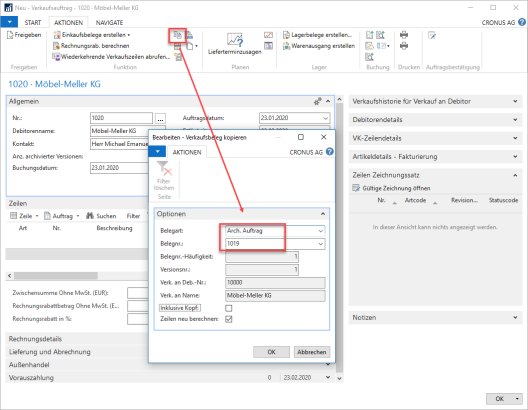 Neu - Verkaufsauftrag - 1020 · Möbel-Meller KG
START AKTIONEN NAVIGATE CRONUS AG
Freigeben
Einkaufsbelege erstellen
Rechnungsrab. berechnen
Wiederkehrende Verkaufszeilen abrufen...
Lieferterminzusagen
Lagerbelege erstellen
Warenausgang erstellen
Freigeben Funktion Planen Lager Buchung Drucken Auftragsbestätigung
1020 · Möbel-Meller KG
Allgemein
Nr.: 1020 ... Auftragsdatum: 23.01.2020
Debitorenname: Möbel-Meller KG
Kontakt: Herr Michael Emanue
Anz. archivierter Versionen:
Buchungsdatum: 23.01.2020
Zeilen
Zeile Auftrag Suchen Filter
Art Nr. Beschreibung
Zwischensumme Ohne MwSt. (EUR):
Rechnungsrabattbetrag Ohne MwSt. (E...
Rechnungsrabatt in %:
Rechnungsdetails
Lieferung und Abrechnung
Außenhandel
Vorauszahlung 0 23.02.2020
Bearbeiten - Verkaufsbeleg kopieren
AKTIONEN CRONUS AG
Filter
löschen
Seite
Optionen
Belegart: Arch. Auftrag
Belegnr.: 1019
Belegnr.-Häufigkeit: 1
Versionsnr.: 1
Verk. an Deb.-Nr.: 10000
Verk. an Name: Möbel-Meller KG
Inklusive Kopf:
Zeilen neu berechnen:
OK Abbrechen
Verkaufshistorie für Verkauf an Debitor
Debitorendetails
VK-Zeilendetails
Artikeldetails - Fakturierung
Zeilen Zeichnungssatz
Gültige Zeichnung öffnen
Nr. Artcode Revision... Statuscode
In dieser Ansicht kann nichts angezeigt werden.
Notizen
OK